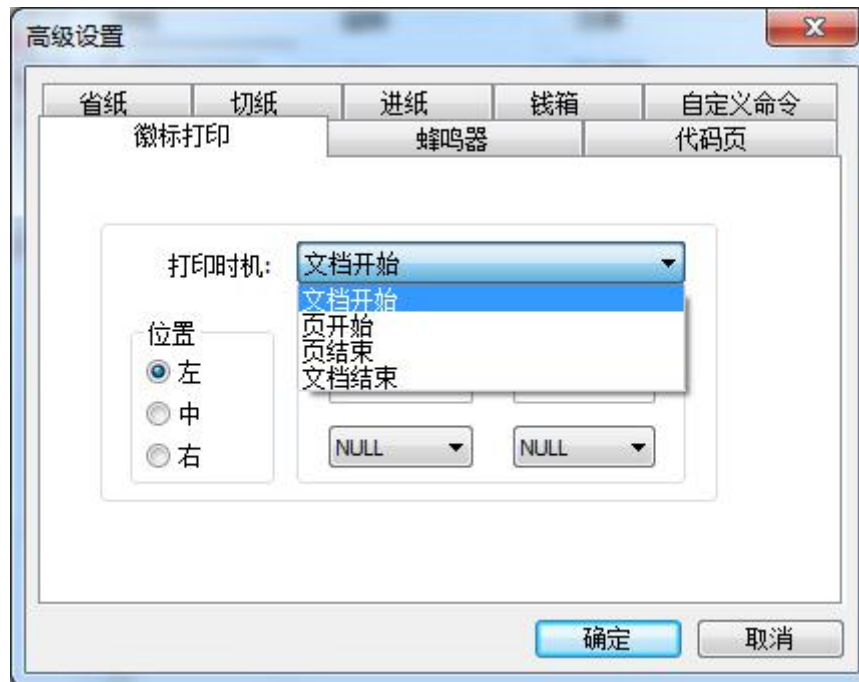 高级设置
省纸 切纸 进纸 钱箱 自定义命令
徽标打印 蜂鸣器 代码页
打印时机: 文档开始
文档开始
页开始
页结束
文档结束
位置
左
中
右
NULL NULL
确定 取消